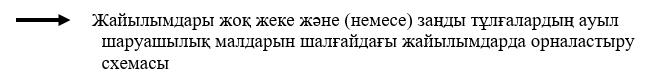 Жайылымдары жоқ жеке және (немесе) заңды тұлғалардың ауыл
шаруашылық малдарын шалғайдағы жайылымдарда орналастыру
схемасы